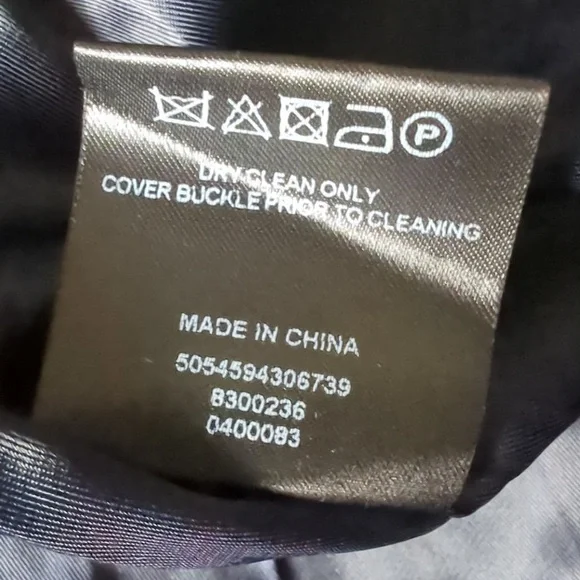 P
DRY CLEAN ONLY
COVER BUCKLE PRIOR TO CLEANING
MADE IN CHINA
5054594306739
8300236
0400083